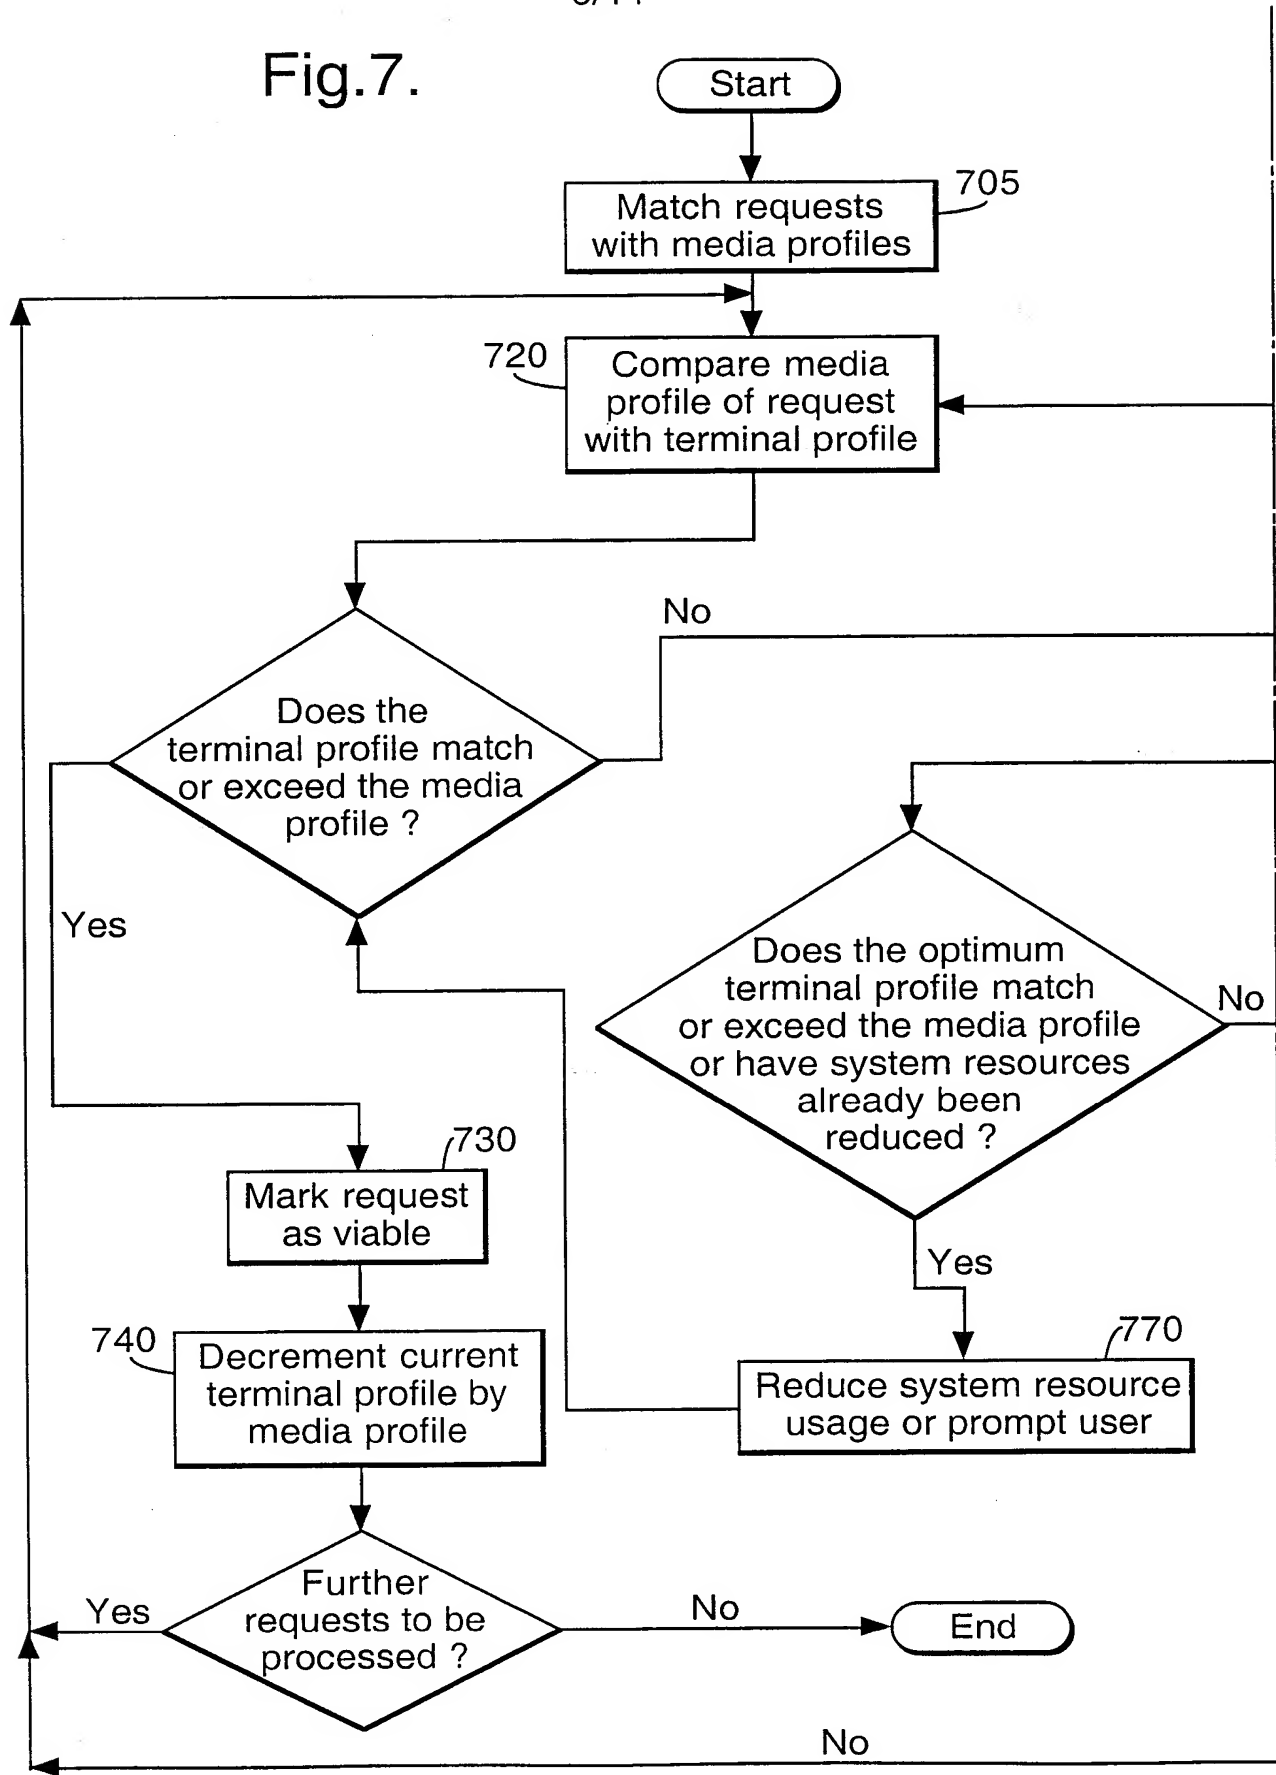 Fig.7.
Start
705
Match requests
with media profiles
720
Compare media
profile of request
with terminal profile
No
Does the
terminal profile match
or exceed the media
profile ?
Yes
Does the optimum
terminal profile match
or exceed the media profile
or have system resources
already been
reduced ?
No
730
Mark request
as viable
Yes
740
Decrement current
terminal profile by
media profile
770
Reduce system resource
usage or prompt user
Further
requests to be
processed ?
Yes
No
End
No